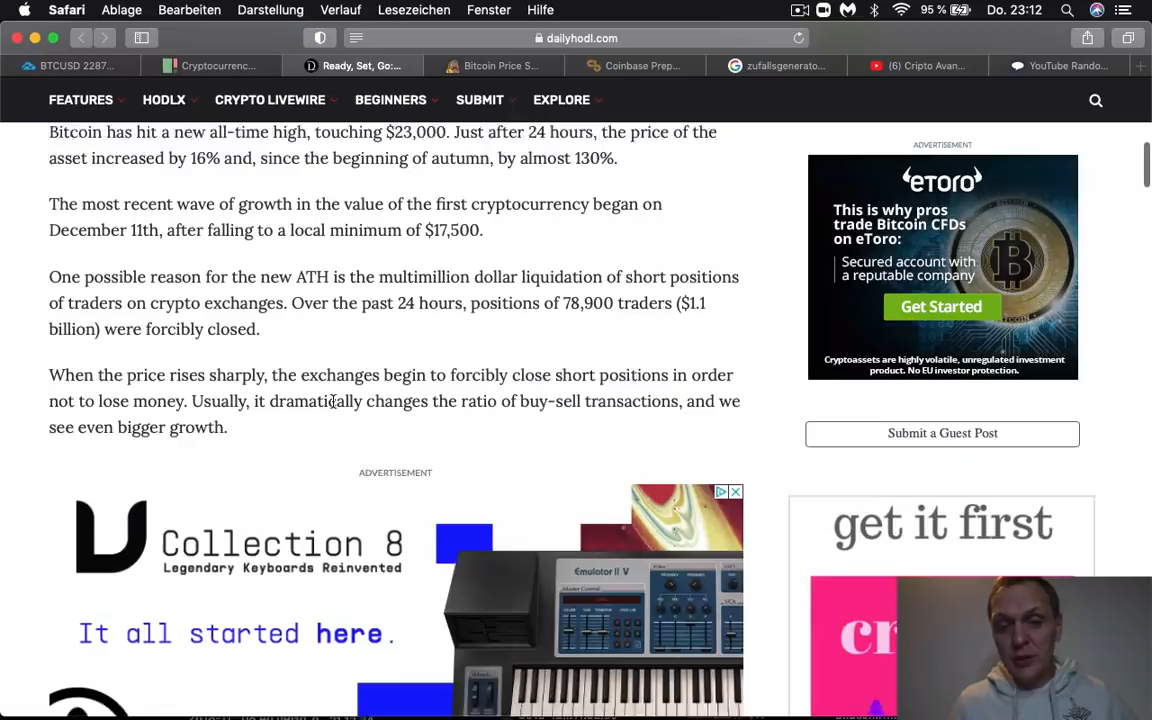 Safari Ablage Bearbeiten Darstellung Verlauf Lesezeichen Fenster Hilfe 95 % Do. 23:12
dailyhodl.com
BTCUSD 2287... Cryptocurrenc... Ready, Set, Go:... Bitcoin Price S... Coinbase Prep... zufallsgenerato... (6) Cripto Avan... YouTube Rando...
FEATURES HODLX CRYPTO LIVEWIRE BEGINNERS SUBMIT EXPLORE
Bitcoin has hit a new all-time high, touching $23,000. Just after 24 hours, the price of the
asset increased by 16% and, since the beginning of autumn, by almost 130%.
The most recent wave of growth in the value of the first cryptocurrency began on
December 11th, after falling to a local minimum of $17,500.
One possible reason for the new ATH is the multimillion dollar liquidation of short positions
of traders on crypto exchanges. Over the past 24 hours, positions of 78,900 traders ($1.1
billion) were forcibly closed.
When the price rises sharply, the exchanges begin to forcibly close short positions in order
not to lose money. Usually, it dramatically changes the ratio of buy-sell transactions, and we
see even bigger growth.
ADVERTISEMENT
Collection 8
Legendary Keyboards Reinvented
It all started here.
Emulator II V
ADVERTISEMENT
eToro
This is why pros
trade Bitcoin CFDs
on eToro:
Secured account with
a reputable company
Get Started
Cryptoassets are highly volatile, unregulated investment
product. No EU investor protection.
Submit a Guest Post
get it first
cr